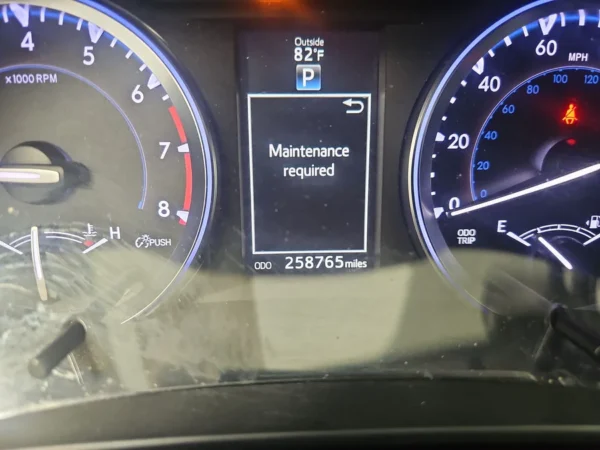 Outside
82°F
P
Maintenance
required
ODO 258765 miles
4
5
6
7
8
x1000 RPM
H
PUSH
0
20
40
60
MPH
0
20
40
60
80
100
120
ODO
TRIP
E